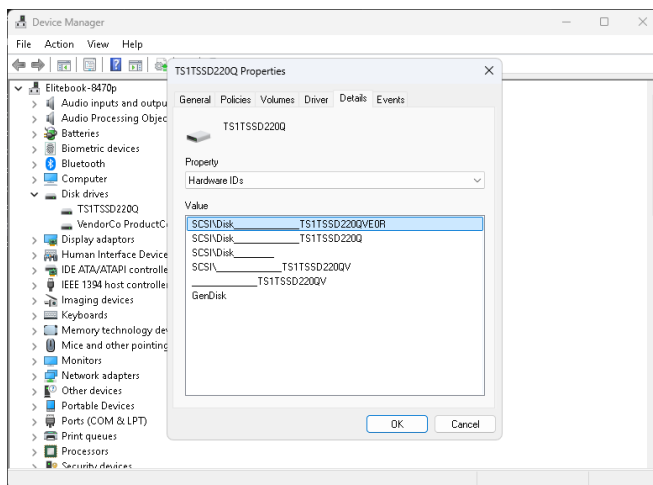 Device Manager
File Action View Help
Elitebook-8470p
Audio inputs and outpu
Audio Processing Objec
Batteries
Biometric devices
Bluetooth
Computer
Disk drives
TS1TSSD220Q
VendorCo ProductC
Display adaptors
Human Interface Device
IDE ATA/ATAPI controlle
IEEE 1394 host controlle
Imaging devices
Keyboards
Memory technology de
Mice and other pointing
Monitors
Network adapters
Other devices
Portable Devices
Ports (COM & LPT)
Print queues
Processors
Security devices
TS1TSSD220Q Properties
General Policies Volumes Driver Details Events
TS1TSSD220Q
Property
Hardware IDs
Value
SCSI\Disk____________TS1TSSD220QVE0R
SCSI\Disk____________TS1TSSD220Q
SCSI\Disk________
SCSI\____________TS1TSSD220QV
____________TS1TSSD220QV
GenDisk
OK Cancel